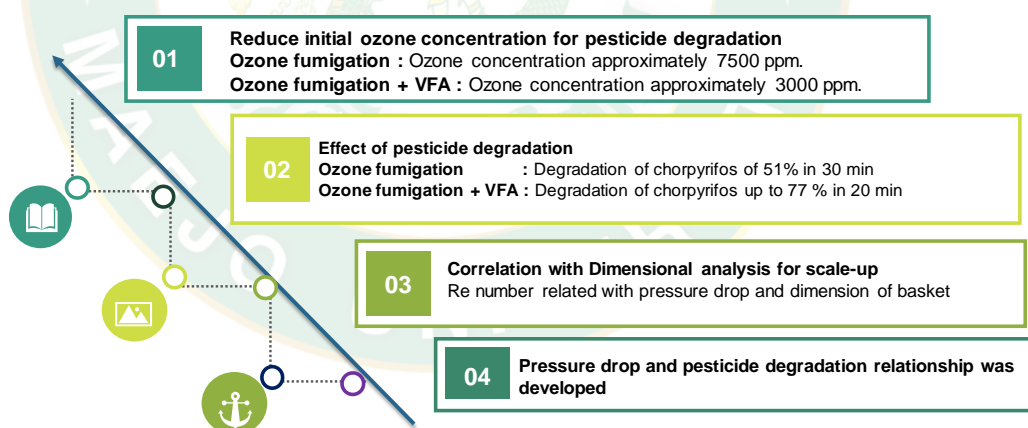 01
Reduce initial ozone concentration for pesticide degradation
Ozone fumigation : Ozone concentration approximately 7500 ppm.
Ozone fumigation + VFA : Ozone concentration approximately 3000 ppm.
02
Effect of pesticide degradation
Ozone fumigation : Degradation of chorpyrifos of 51% in 30 min
Ozone fumigation + VFA : Degradation of chorpyrifos up to 77 % in 20 min
03
Correlation with Dimensional analysis for scale-up
Re number related with pressure drop and dimension of basket
04
Pressure drop and pesticide degradation relationship was
developed
MAEJO